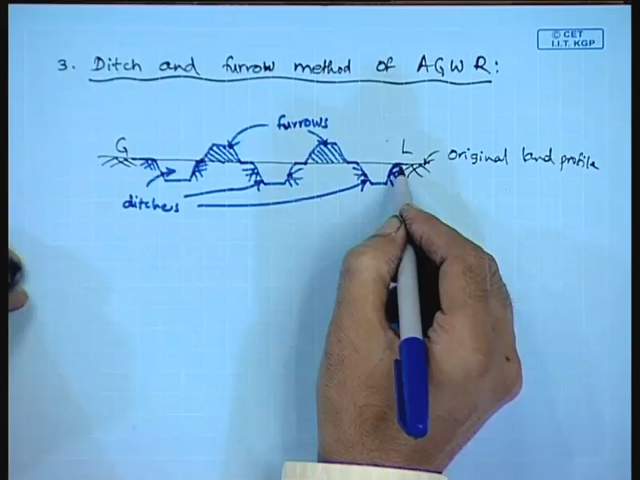 © CET
I.I.T. KGP
3. Ditch and furrow method of AGWR:
furrows
G L
original land profile
ditches